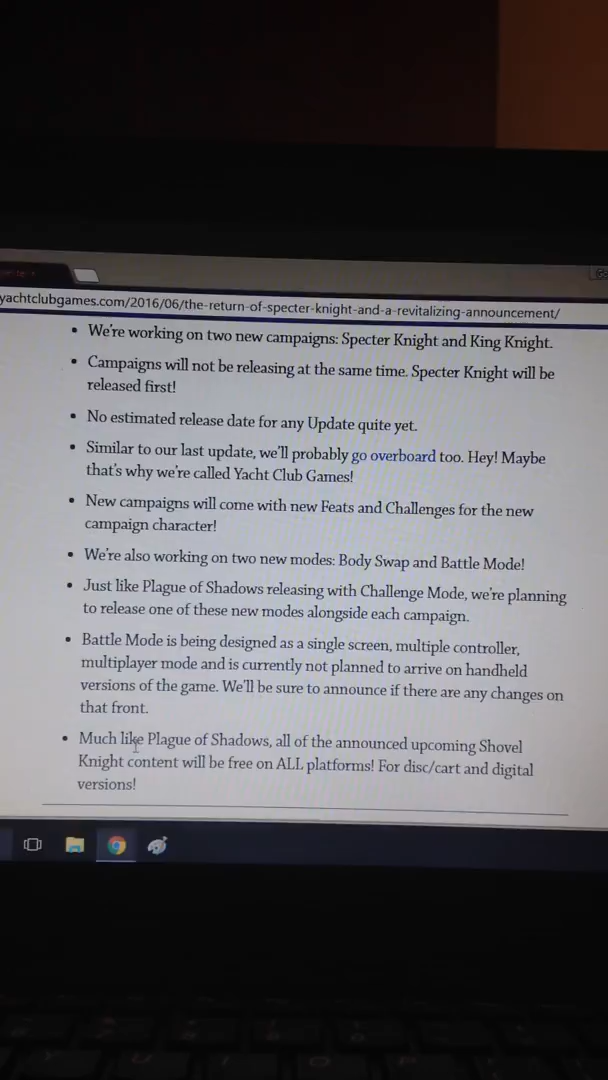 yachtclubgames.com/2016/06/the-return-of-specter-knight-and-a-revitalizing-announcement/
• We're working on two new campaigns: Specter Knight and King Knight.
• Campaigns will not be releasing at the same time. Specter Knight will be
released first!
• No estimated release date for any Update quite yet.
• Similar to our last update, we'll probably go overboard too. Hey! Maybe
that's why we're called Yacht Club Games!
• New campaigns will come with new Feats and Challenges for the new
campaign character!
• We're also working on two new modes: Body Swap and Battle Mode!
• Just like Plague of Shadows releasing with Challenge Mode, we're planning
to release one of these new modes alongside each campaign.
• Battle Mode is being designed as a single screen, multiple controller,
multiplayer mode and is currently not planned to arrive on handheld
versions of the game. We'll be sure to announce if there are any changes on
that front.
• Much like Plague of Shadows, all of the announced upcoming Shovel
Knight content will be free on ALL platforms! For disc/cart and digital
versions!